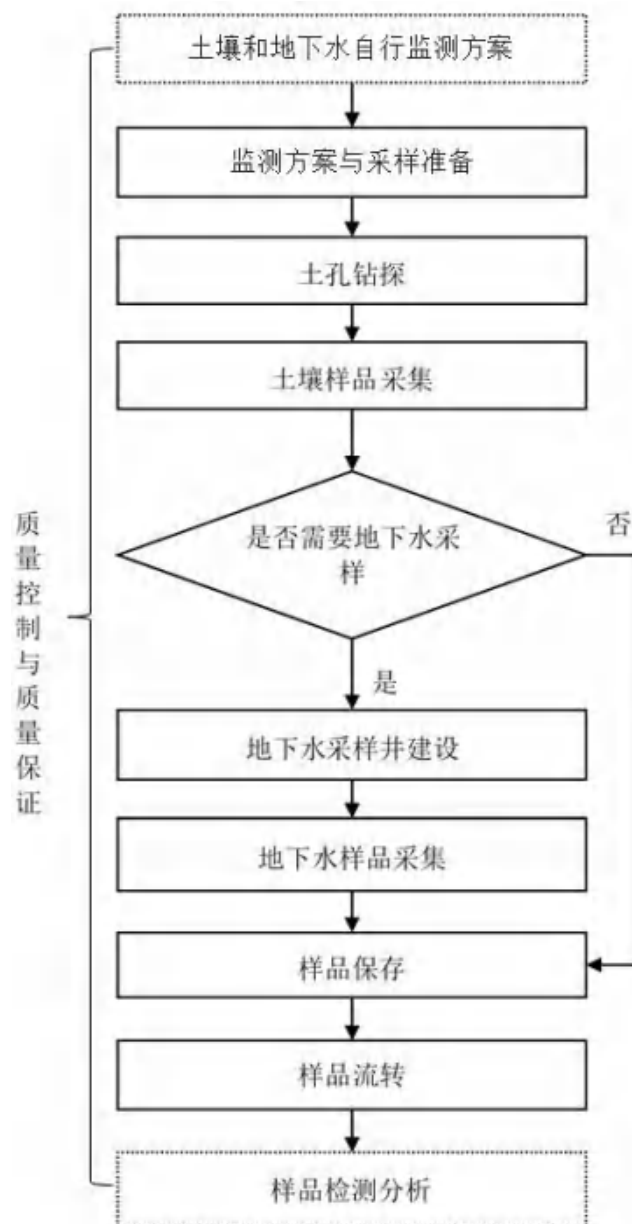 土壤和地下水自行监测方案
监测方案与采样准备
土孔钻探
土壤样品采集
是否需要地下水采
样
否
是
地下水采样井建设
地下水样品采集
样品保存
样品流转
样品检测分析
质
量
控
制
与
质
量
保
证